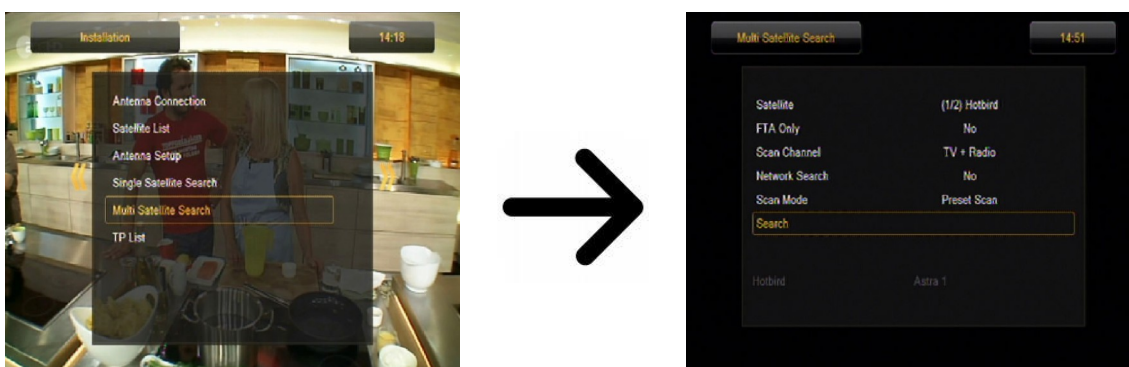 Installation 14:18
Antenna Connection
Satellite List
Antenna Setup
Single Satellite Search
Multi Satellite Search
TP List
Multi Satellite Search 14:51
Satellite (1/2) Hotbird
FTA Only No
Scan Channel TV + Radio
Network Search No
Scan Mode Preset Scan
Search
Hotbird Astra 1